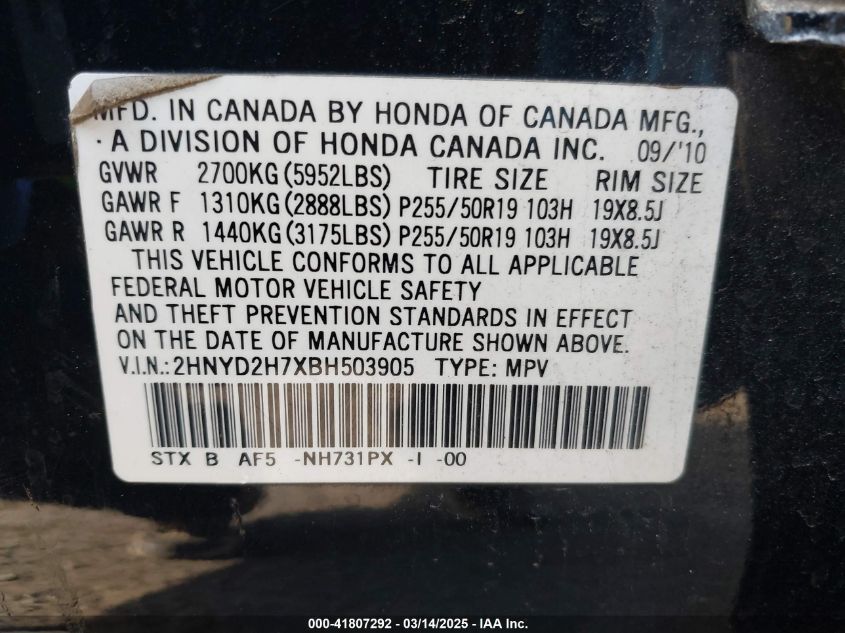 MFD. IN CANADA BY HONDA OF CANADA MFG.,
A DIVISION OF HONDA CANADA INC. 09/'10
GVWR 2700KG (5952LBS) TIRE SIZE RIM SIZE
GAWR F 1310KG (2888LBS) P255/50R19 103H 19X8.5J
GAWR R 1440KG (3175LBS) P255/50R19 103H 19X8.5J
THIS VEHICLE CONFORMS TO ALL APPLICABLE
FEDERAL MOTOR VEHICLE SAFETY
AND THEFT PREVENTION STANDARDS IN EFFECT
ON THE DATE OF MANUFACTURE SHOWN ABOVE.
V.I.N.:2HNYD2H7XBH503905 TYPE: MPV
STX B AF5 -NH731PX -I -00
000-41807292 - 03/14/2025 - IAA Inc.